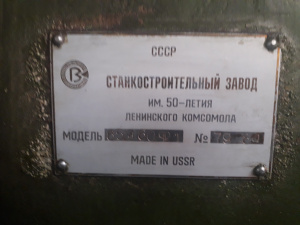 СССР
СТАНКОСТРОИТЕЛЬНЫЙ ЗАВОД
ИМ. 50-ЛЕТИЯ
ЛЕНИНСКОГО КОМСОМОЛА
МОДЕЛЬ №
MADE IN USSR